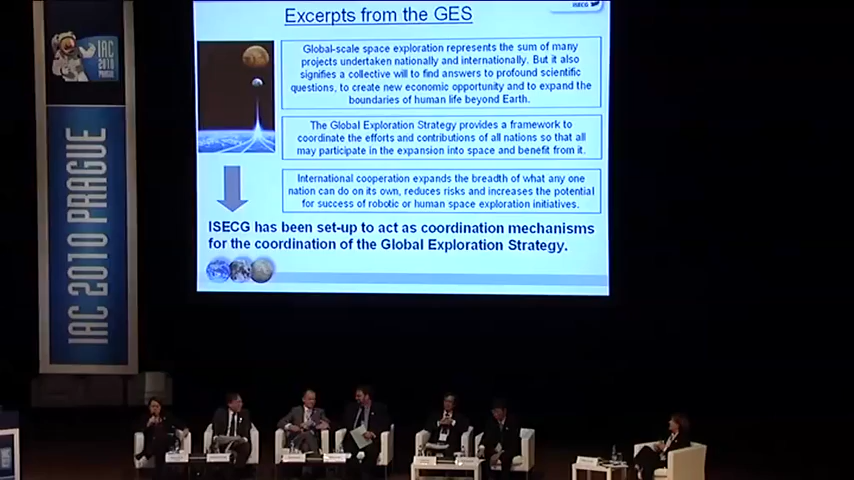 ISECG
Excerpts from the GES
Global-scale space exploration represents the sum of many
projects undertaken nationally and internationally. But it also
signifies a collective will to find answers to profound scientific
questions, to create new economic opportunity and to expand the
boundaries of human life beyond Earth.
The Global Exploration Strategy provides a framework to
coordinate the efforts and contributions of all nations so that all
may participate in the expansion into space and benefit from it.
International cooperation expands the breadth of what any one
nation can do on its own, reduces risks and increases the potential
for success of robotic or human space exploration initiatives.
ISECG has been set-up to act as coordination mechanisms
for the coordination of the Global Exploration Strategy.
IAC
2010
PRAGUE
IAC 2010 PRAGUE